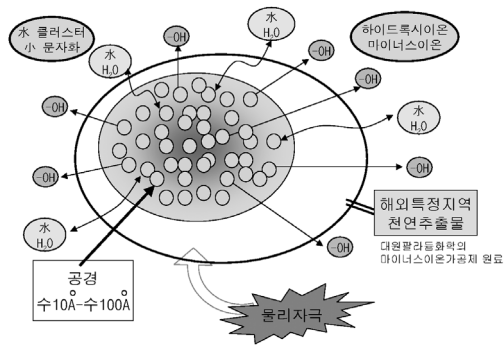 水 클러스터
小 문자화
水
H₂O
-OH
水
H₂O
-OH
하이드록시이온
마이너스이온
-OH
-OH
水
H₂O
-OH
-OH
水
H₂O
-OH
해외특정지역
천연추출물
대원팔라듐화학의
마이너스이온가공제 원료
공경
수10Å-수100Å
물리자극